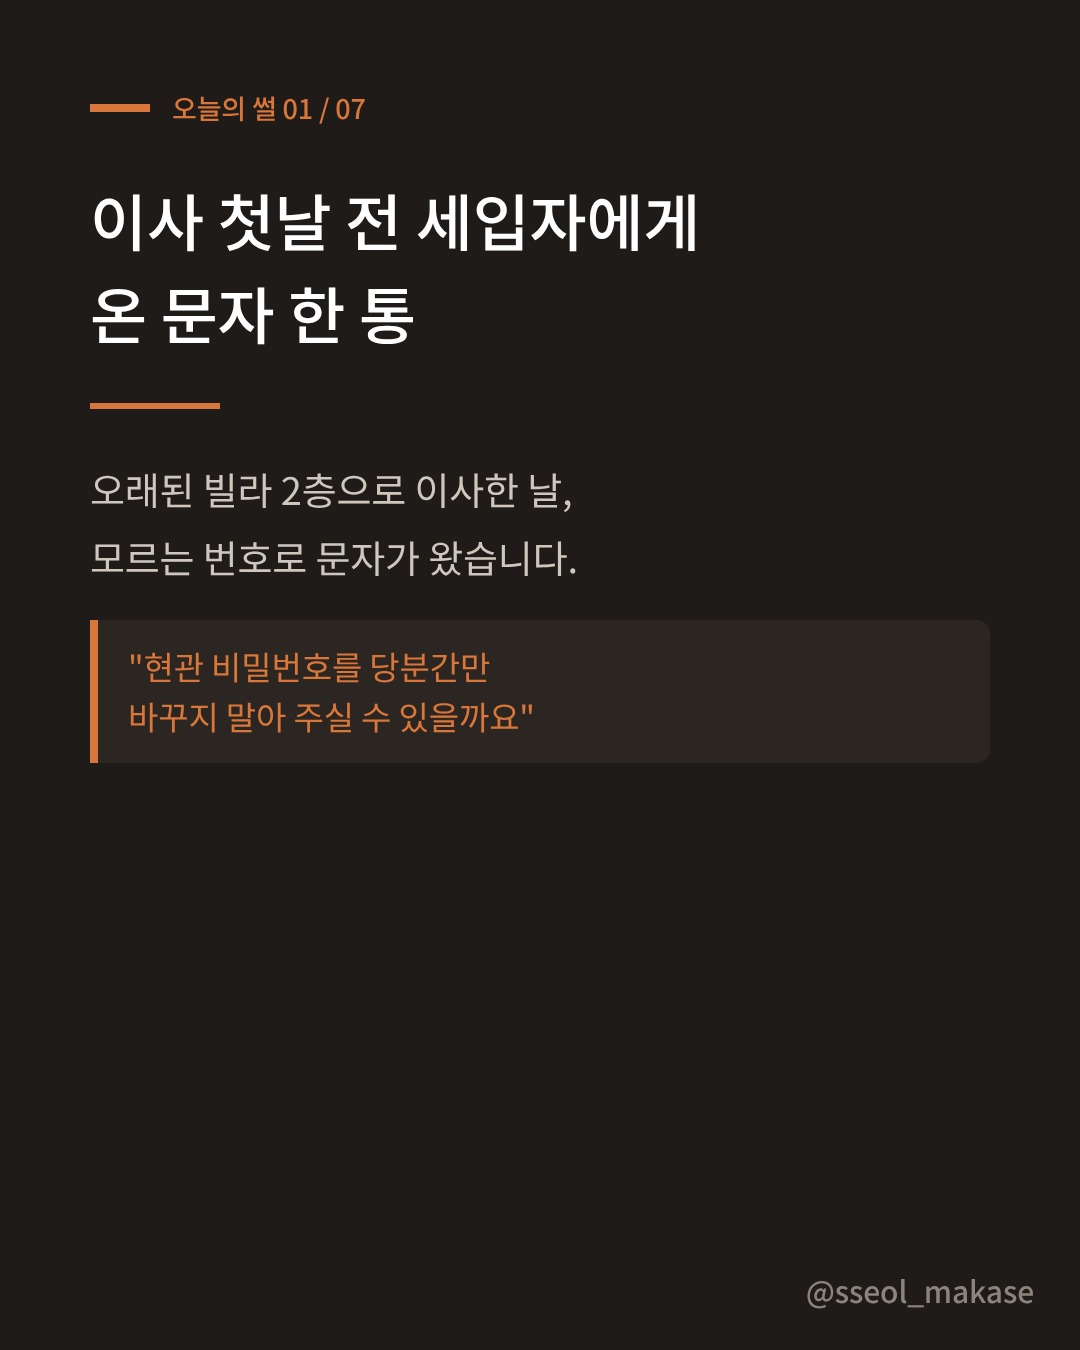 오늘의 썰 01 / 07
이사 첫날 전 세입자에게
온 문자 한 통
오래된 빌라 2층으로 이사한 날,
모르는 번호로 문자가 왔습니다.
"현관 비밀번호를 당분간만
바꾸지 말아 주실 수 있을까요"
@sseol_makase